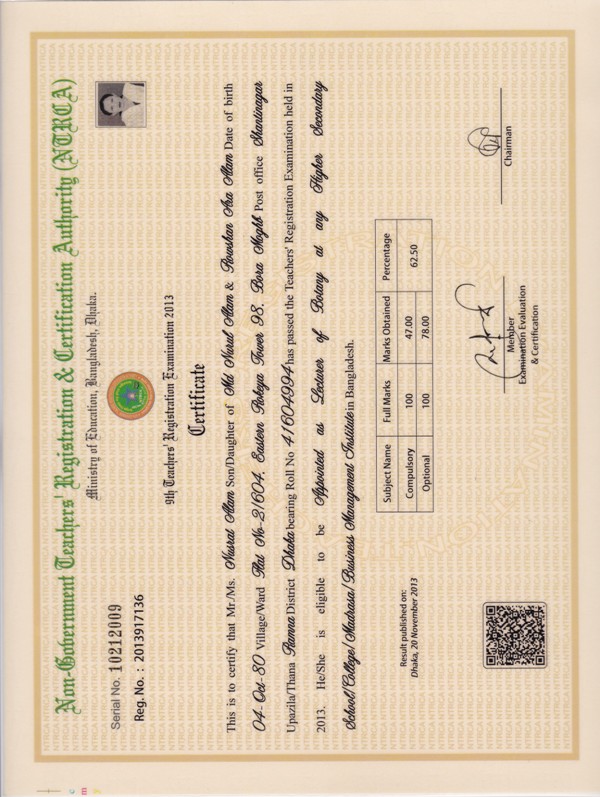 Non-Government Teachers' Registration & Certification Authority (NTRCA)
Ministry of Education, Bangladesh, Dhaka.
Serial No. 10212009
Reg. No. : 2013917136
9th Teachers' Registration Examination 2013
Certificate
This is to certify that Mr./Ms. Nusrat Alam Son/Daughter of Md Nurul Alam & Rowshan Ara Alam Date of birth
04-Oct-80 Village/Ward Flat No-2/604, Eastern Rokeya Tower 98, Bora Moghb Post office Shantinagar
Upazila/Thana Ramna District Dhaka bearing Roll No 41604994 has passed the Teachers' Registration Examination held in
2013. He/She is eligible to be Appointed as Lecturer of Botany at any Higher Secondary
School/College/Madrasa/Business Management Institute in Bangladesh.
Subject Name Full Marks Marks Obtained Percentage
Compulsory 100 47.00
62.50
Optional 100 78.00
Result published on:
Dhaka, 20 November 2013
Member
Examination Evaluation
& Certification
Chairman